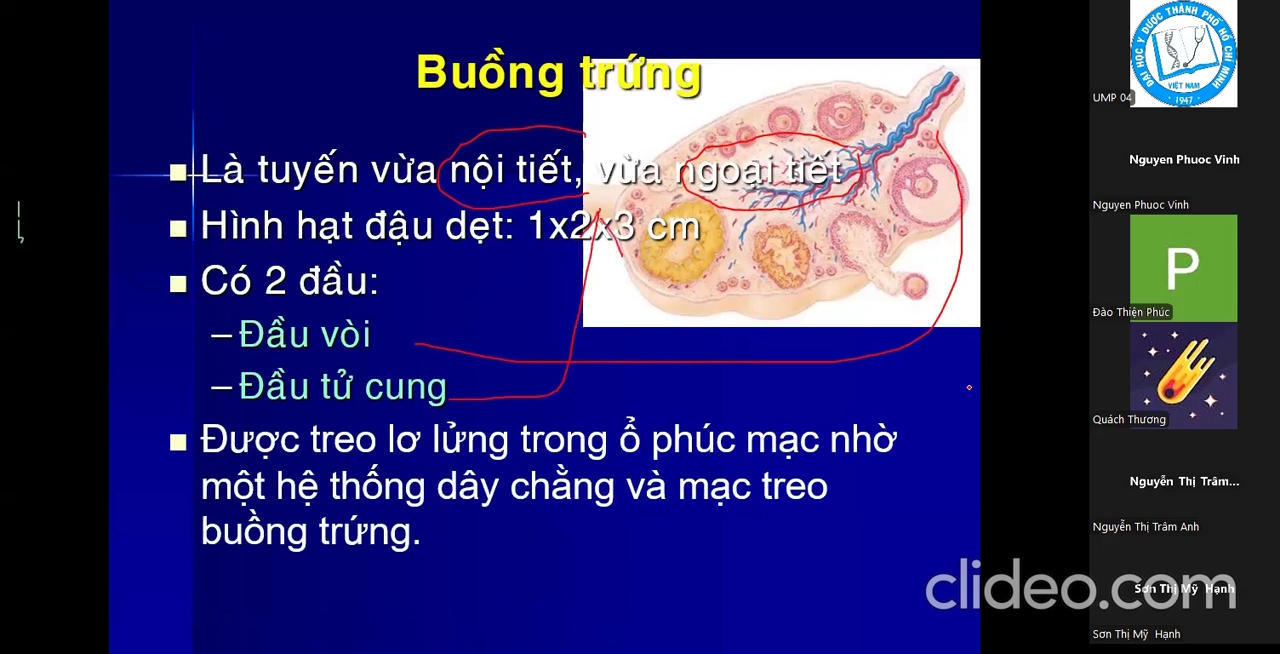 Buồng trứng
Là tuyến vừa nội tiết, vừa ngoại tiết
Hình hạt đậu dẹt: 1x2x3 cm
Có 2 đầu:
–Đầu vòi
–Đầu tử cung
Được treo lơ lửng trong ổ phúc mạc nhờ
một hệ thống dây chằng và mạc treo
buồng trứng.
ĐẠI HỌC Y DƯỢC THÀNH PHỐ HỒ CHÍ MINH
VIỆT NAM
1947
UMP 04
Nguyen Phuoc Vinh
Nguyen Phuoc Vinh
P
Đào Thiện Phúc
Quách Thương
Nguyễn Thị Trâm...
Nguyễn Thị Trâm Anh
Sơn Thị Mỹ Hạnh
Sơn Thị Mỹ Hạnh
clideo.com